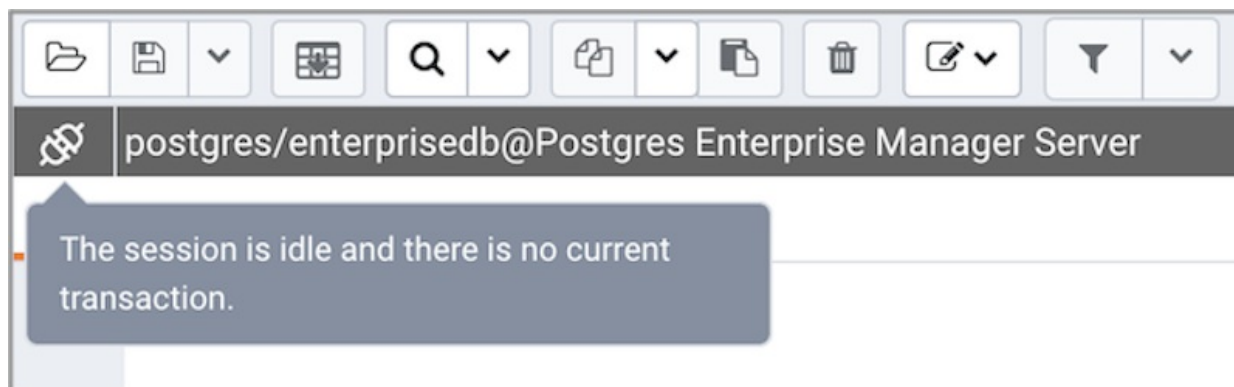 postgres/enterprisedb@Postgres Enterprise Manager Server
The session is idle and there is no current
transaction.